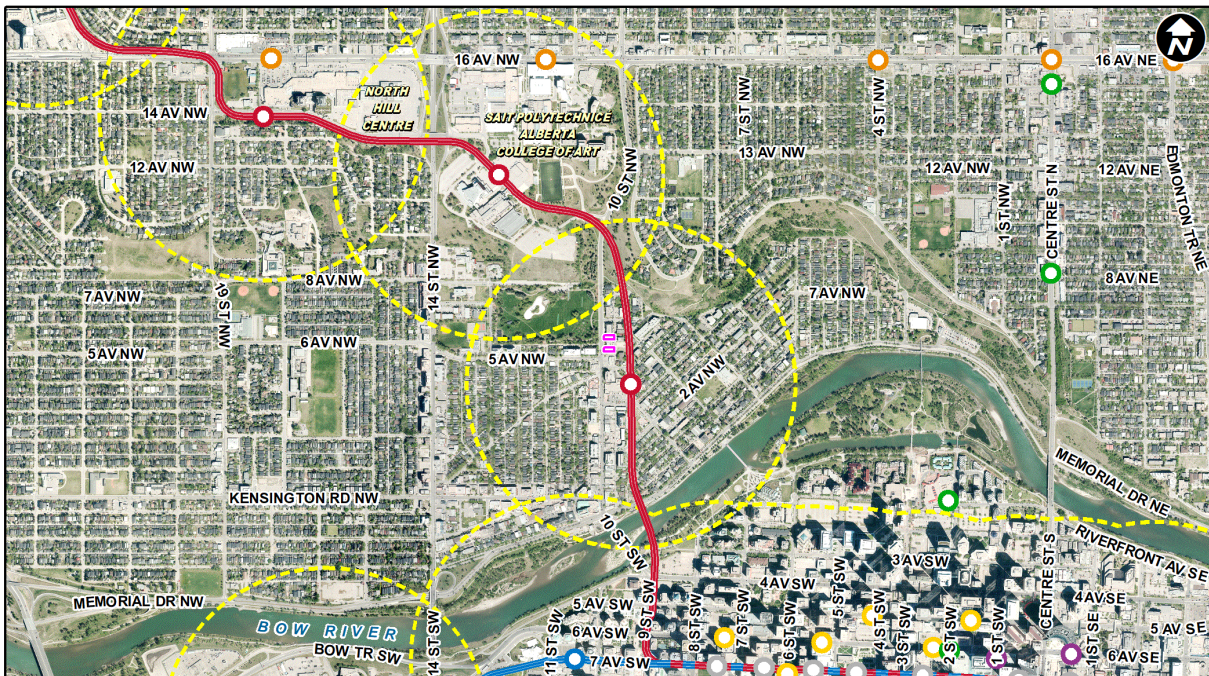 N
16 AV NW
16 AV NE
NORTH
HILL
CENTRE
14 AV NW
SAIT POLYTECHNICE
ALBERTA
COLLEGE OF ART
7 ST NW
4 ST NW
13 AV NW
12 AV NW
12 AV NW
12 AV NE
EDMONTON TR NE
10 ST NW
1 ST NW
CENTRE ST N
14 ST NW
8 AV NW
8 AV NE
7 AV NW
19 ST NW
7 AV NW
6 AV NW
5 AV NW
5 AV NW
2 AV NW
MEMORIAL DR NE
KENSINGTON RD NW
10 ST SW
RIVERFRONT AV SE
CENTRE ST S
3 AV SW
4 AV SW
5 ST SW
4 AV SE
MEMORIAL DR NW
5 AV SW
9 ST SW
8 ST SW
7 ST SW
6 ST SW
4 ST SW
3 ST SW
2 ST SW
1 ST SW
1 ST SE
5 AV SE
BOW RIVER
14 ST SW
11 ST SW
6 AV SW
BOW TR SW
7 AV SW
6 AV SE